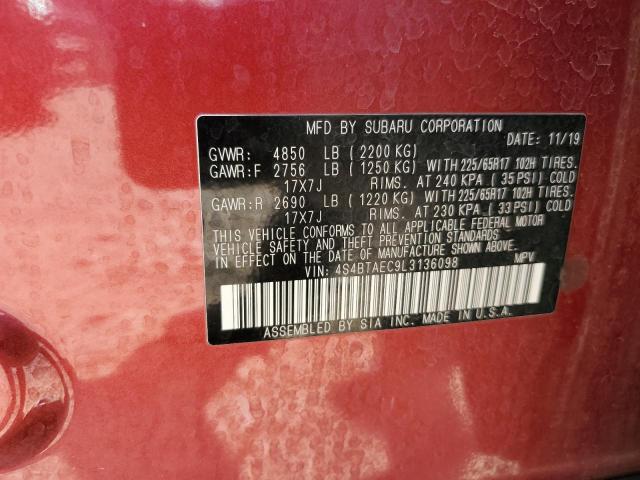 MFD BY SUBARU CORPORATION
DATE: 11/19
GVWR: 4850 LB ( 2200 KG)
GAWR:F 2756 LB ( 1250 KG) WITH 225/65R17 102H TIRES.
17X7J RIMS. AT 240 KPA ( 35 PSI) COLD
GAWR:R 2690 LB ( 1220 KG) WITH 225/65R17 102H TIRES.
17X7J RIMS. AT 230 KPA ( 33 PSI) COLD
THIS VEHICLE CONFORMS TO ALL APPLICABLE FEDERAL MOTOR
VEHICLE SAFETY AND THEFT PREVENTION STANDARDS
IN EFFECT ON THE DATE OF MANUFACTURE SHOWN ABOVE.
VIN: 4S4BTAEC9L3136098 MPV
ASSEMBLED BY SIA INC. MADE IN U.S.A.